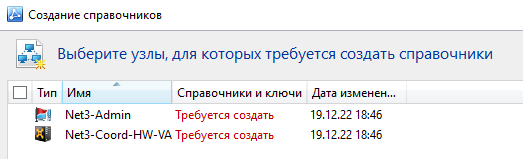 Создание справочников
Выберите узлы, для которых требуется создать справочники
Тип Имя Справочники и ключи Дата изменен...
Net3-Admin Требуется создать 19.12.22 18:46
Net3-Coord-HW-VA Требуется создать 19.12.22 18:46